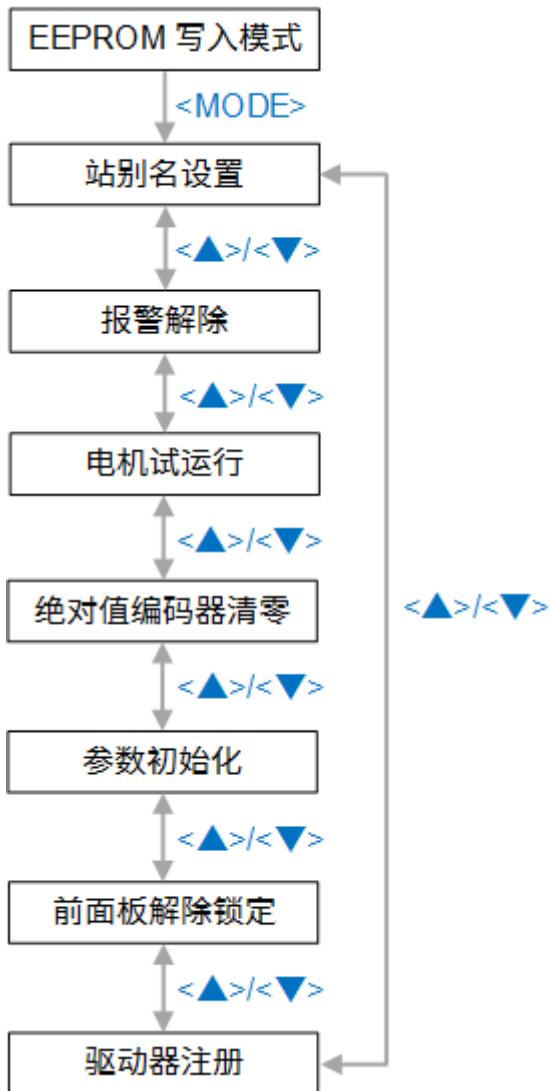 EEPROM 写入模式
<MODE>
站别名设置
<▲>/<▼>
报警解除
<▲>/<▼>
电机试运行
<▲>/<▼>
绝对值编码器清零
<▲>/<▼>
<▲>/<▼>
参数初始化
<▲>/<▼>
前面板解除锁定
<▲>/<▼>
驱动器注册